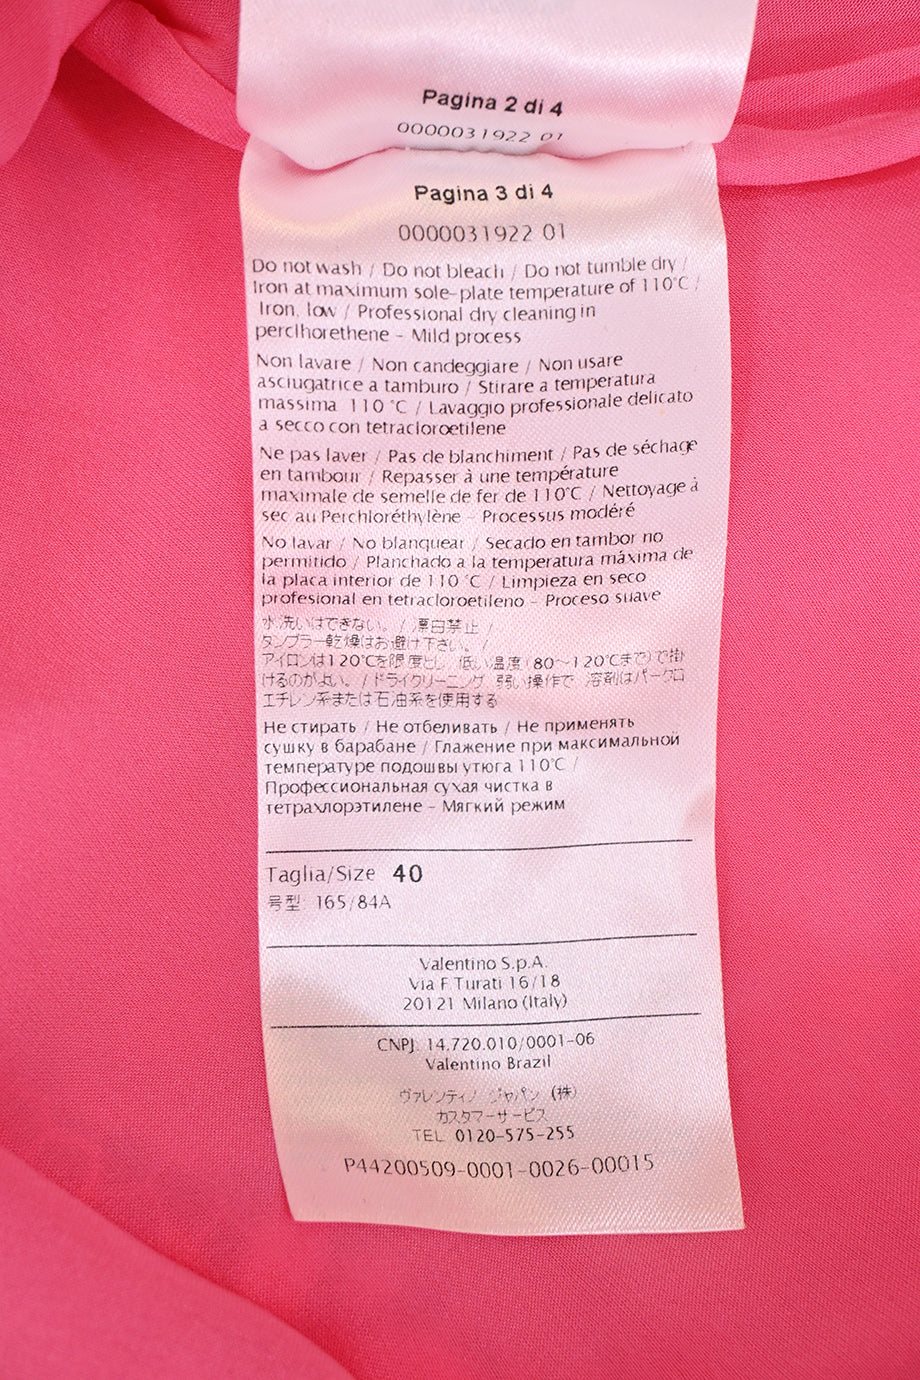 Pagina 2 di 4
0000031922 01
Pagina 3 di 4
0000031922 01
Do not wash / Do not bleach / Do not tumble dry /
Iron at maximum sole-plate temperature of 110°C /
Iron, low / Professional dry cleaning in
perclhorethene - Mild process
Non lavare / Non candeggiare / Non usare
asciugatrice a tamburo / Stirare a temperatura
massima 110 °C / Lavaggio professionale delicato
a secco con tetracloroetilene
Ne pas laver / Pas de blanchiment / Pas de séchage
en tambour / Repasser à une température
maximale de semelle de fer de 110°C / Nettoyage à
sec au Perchloréthylène - Processus modéré
No lavar / No blanquear / Secado en tambor no
permitido / Planchado a la temperatura máxima de
la placa interior de 110 °C / Limpieza en seco
profesional en tetracloroetileno - Proceso suave
水洗いはできない。 / 漂白禁止 /
タンブラー乾燥はお避け下さい。 /
アイロンは120℃を限度とし、低い温度(80～120℃まで)で掛
けるのがよい。 / ドライクリーニング 弱い操作で 溶剤はパークロ
エチレン系または石油系を使用する
Не стирать / Не отбеливать / Не применять
сушку в барабане / Глажение при максимальной
температуре подошвы утюга 110°C /
Профессиональная сухая чистка в
тетрахлорэтилене - Мягкий режим
Taglia/Size 40
号型 165/84A
Valentino S.p.A.
Via F.Turati 16/18
20121 Milano (Italy)
CNPJ. 14.720.010/0001-06
Valentino Brazil
ヴァレンティノ ジャパン (株)
カスタマーサービス
TEL 0120-575-255
P44200509-0001-0026-00015